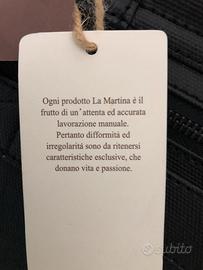 Ogni prodotto La Martina è il
frutto di un'attenta ed accurata
lavorazione manuale.
Pertanto difformità ed
irregolarità sono da ritenersi
caratteristiche esclusive, che
donano vita e passione.
subito